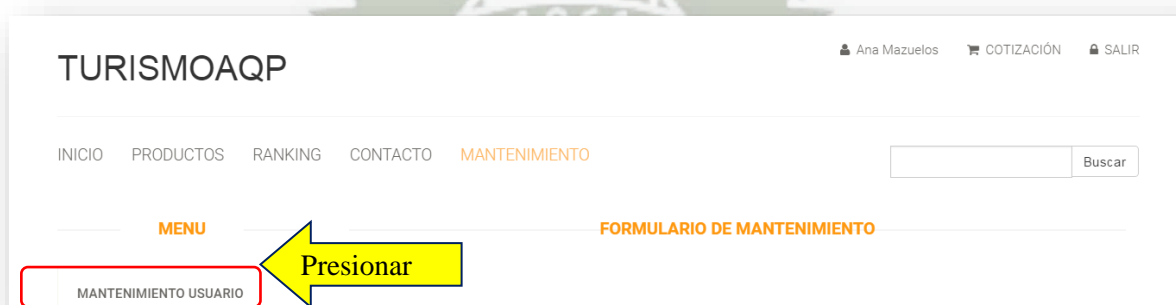 Ana Mazuelos COTIZACIÓN SALIR
TURISMOAQP
INICIO PRODUCTOS RANKING CONTACTO MANTENIMIENTO
Buscar
MENU FORMULARIO DE MANTENIMIENTO
Presionar
MANTENIMIENTO USUARIO